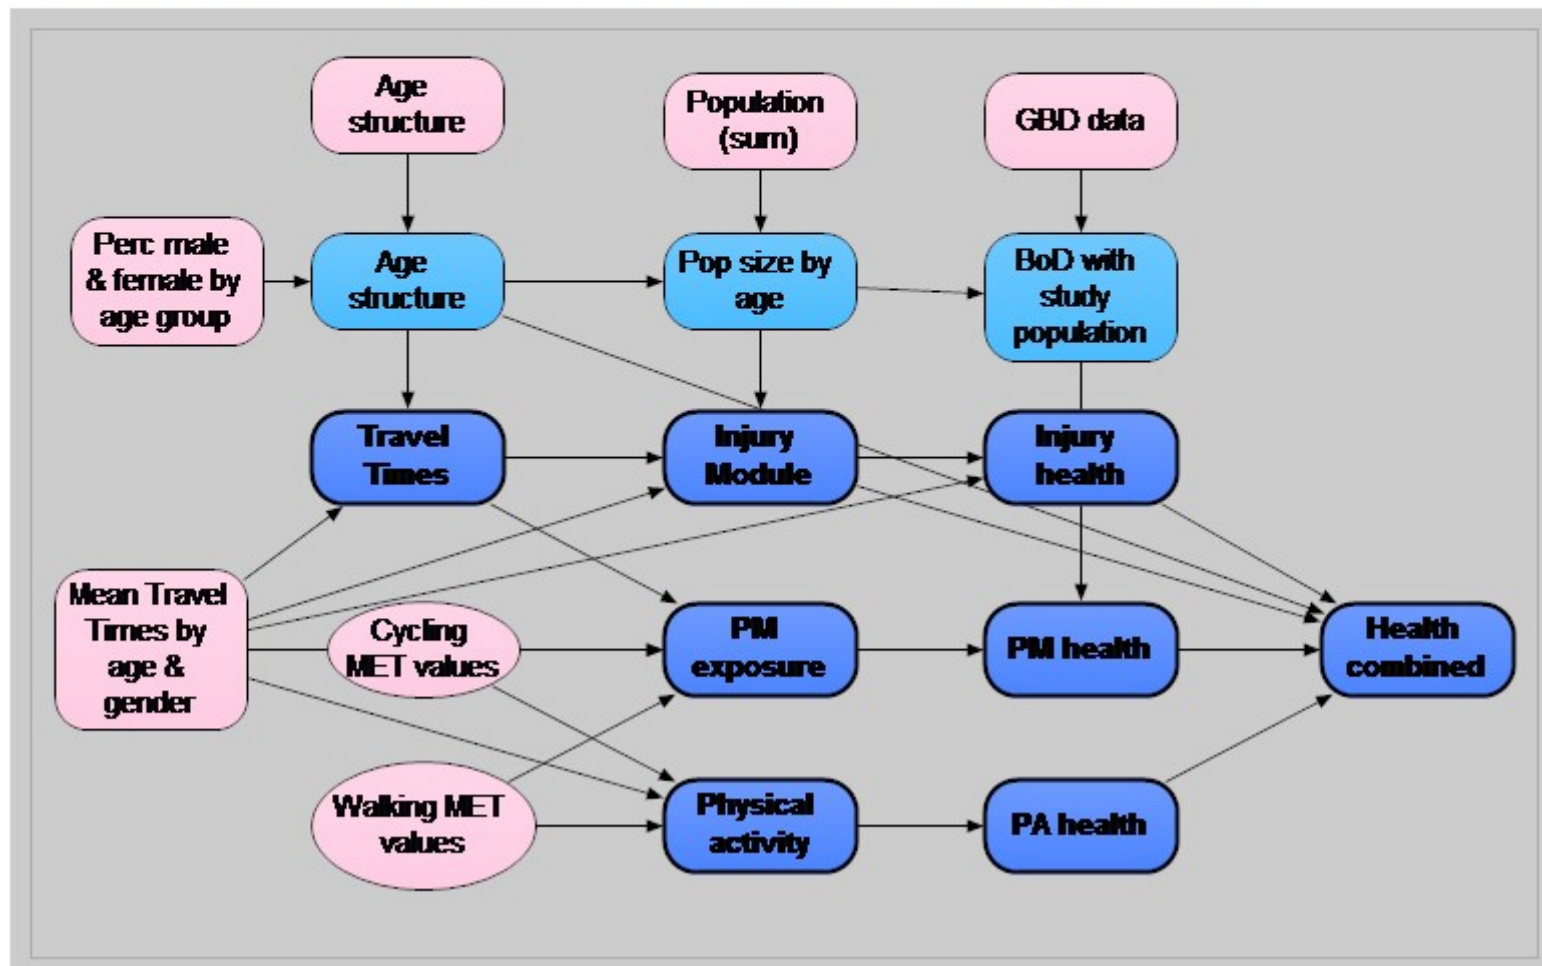 Age
structure
Population
(sum)
GBD data
Perc male
& female by
age group
Age
structure
Pop size by
age
BoD with
study
population
Travel
Times
Injury
Module
Injury
health
Mean Travel
Times by
age &
gender
Cycling
MET values
PM
exposure
PM health
Health
combined
Walking MET
values
Physical
activity
PA health